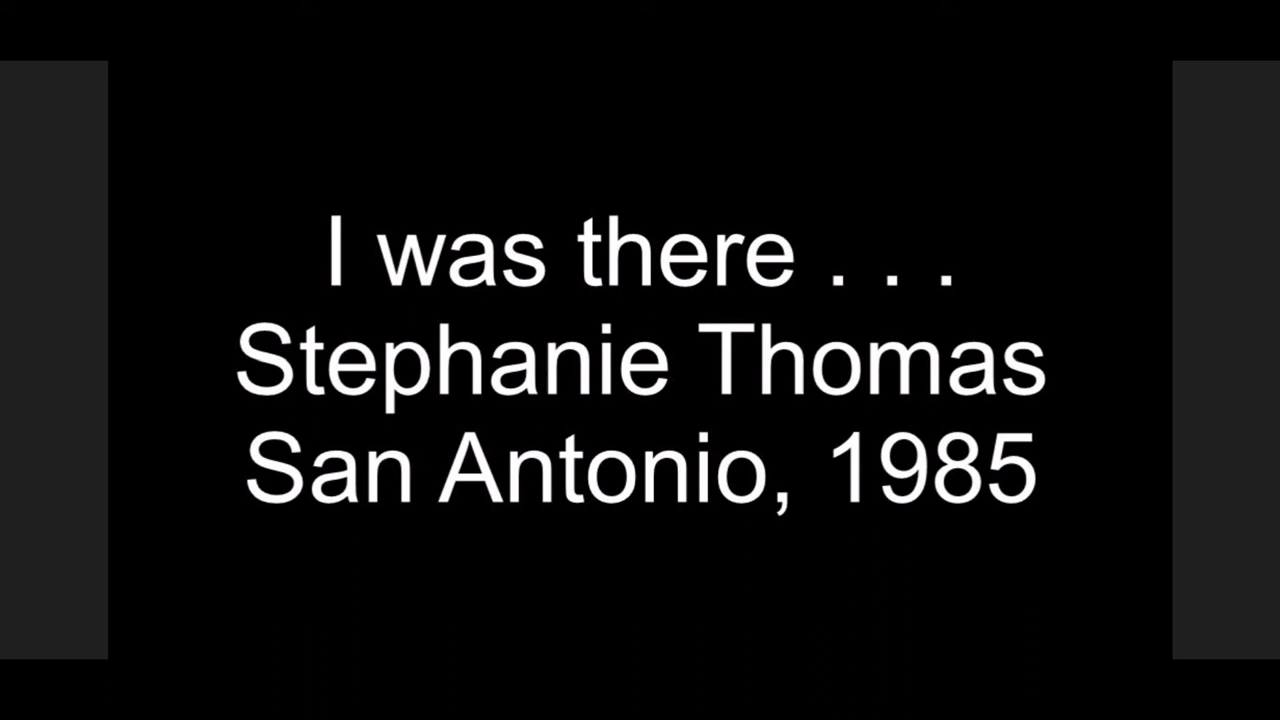 I was there . . .
Stephanie Thomas
San Antonio, 1985